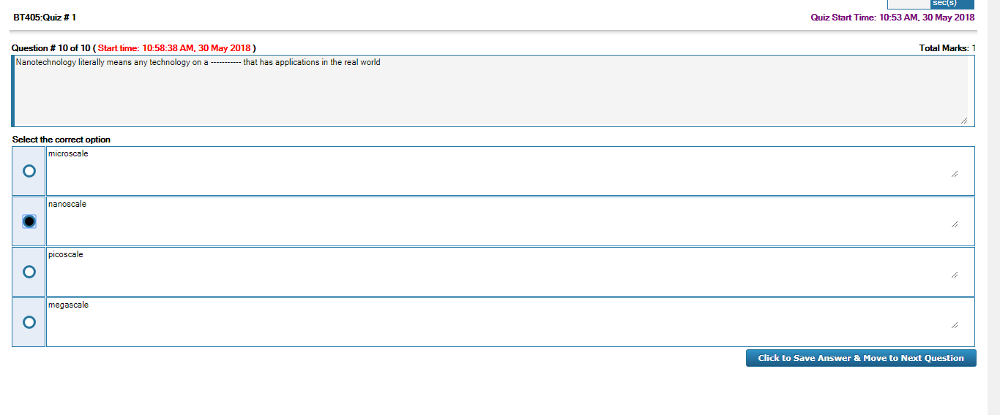 sec(s)
BT405:Quiz # 1
Quiz Start Time: 10:53 AM, 30 May 2018
Question # 10 of 10 ( Start time: 10:58:38 AM, 30 May 2018 )
Total Marks: 1
Nanotechnology literally means any technology on a ----------- that has applications in the real world
Select the correct option
microscale
nanoscale
picoscale
megascale
Click to Save Answer & Move to Next Question